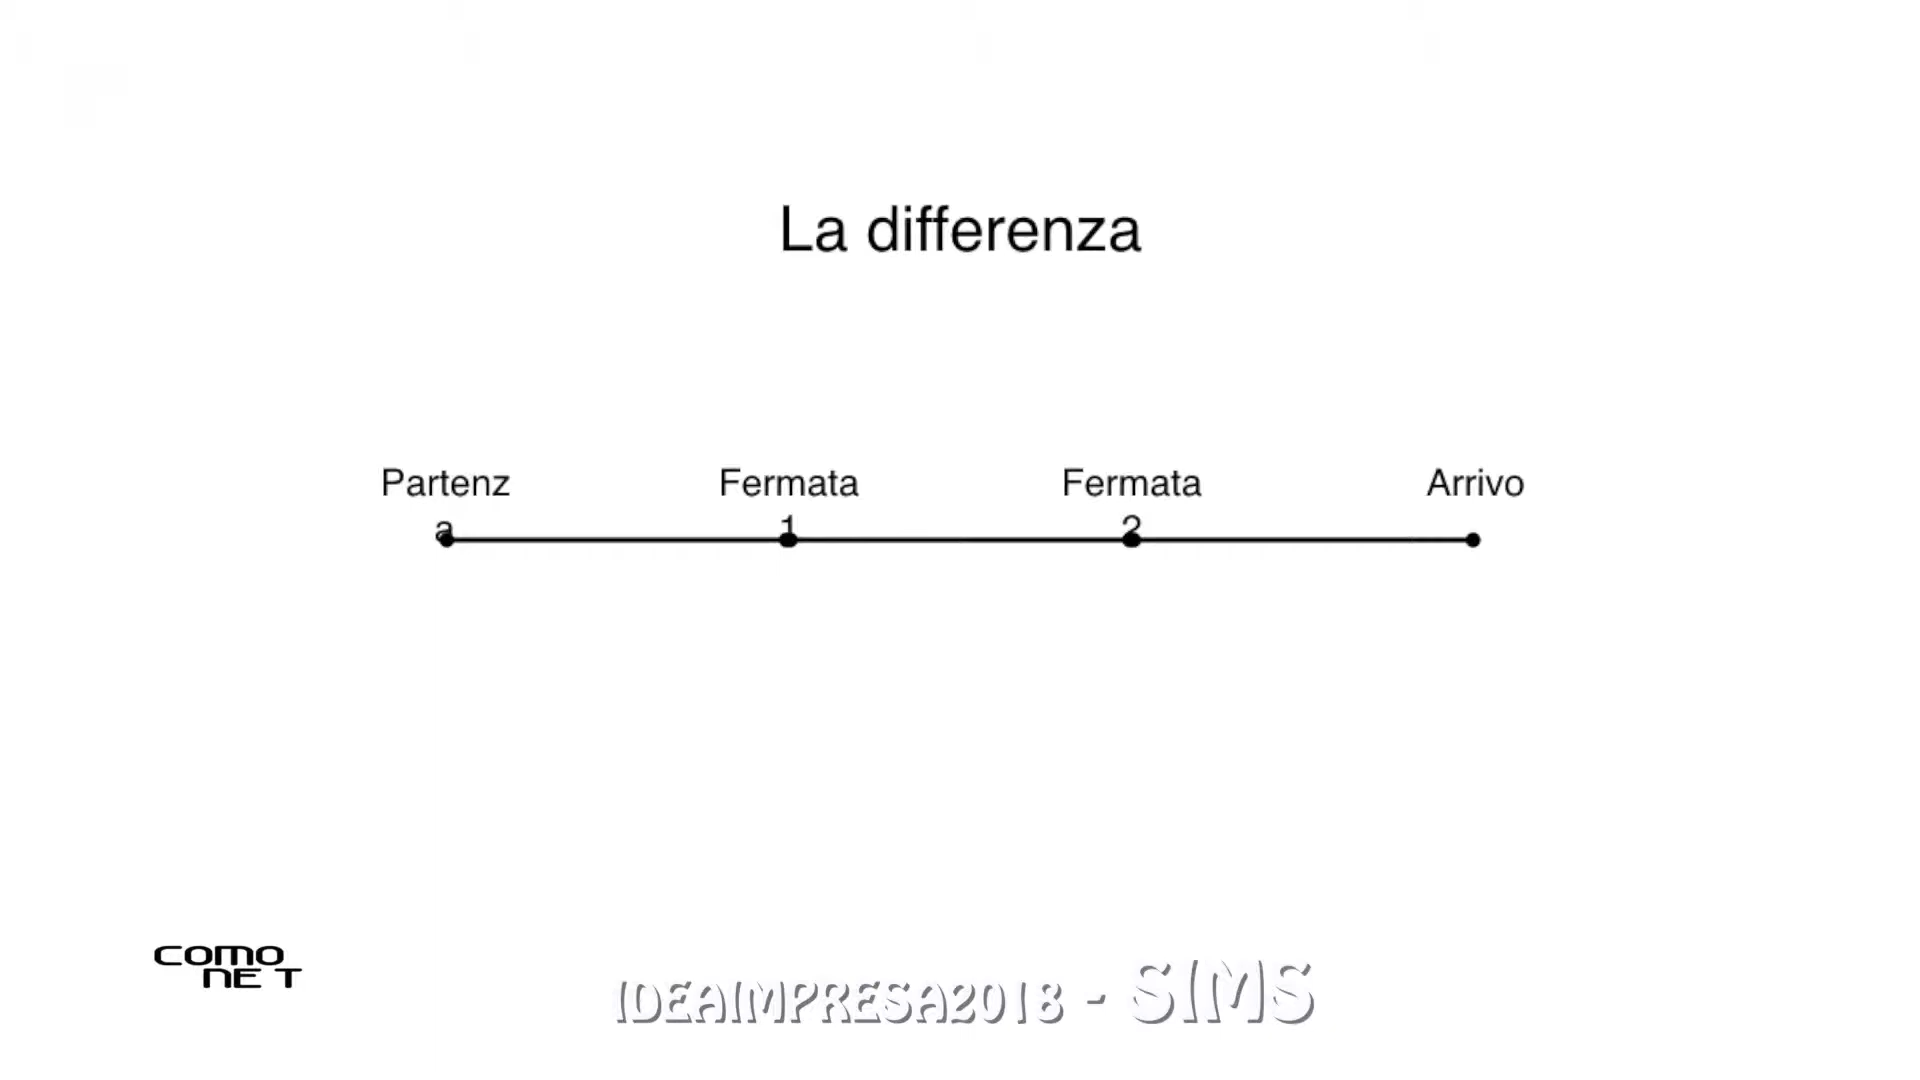 La differenza
Partenz
a
Fermata
1
Fermata
2
Arrivo
COMO
NET
IDEAIMPRESA2018 - SIMS